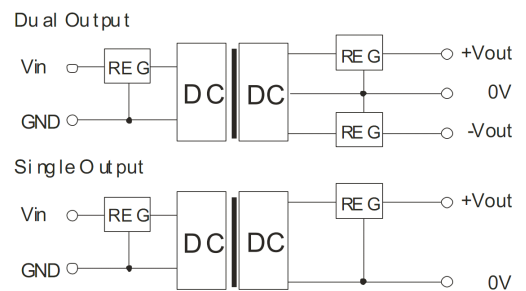 Dual Output
Vin REG DC DC REG +Vout
0V
GND REG -Vout
Single Output
Vin REG DC DC REG +Vout
GND 0V